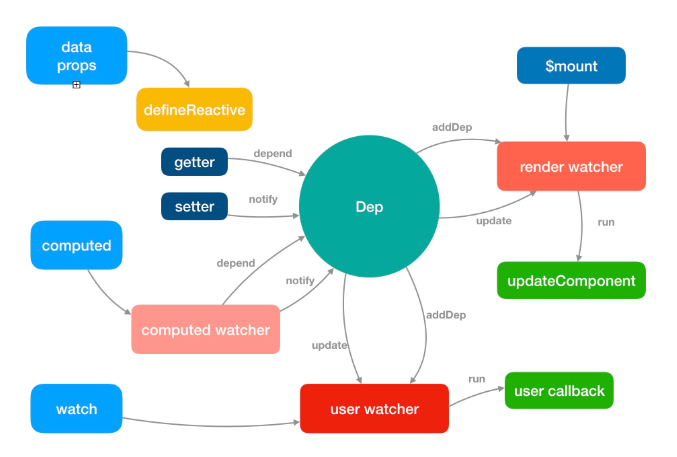 data
props
$mount
defineReactive
addDep
getter
depend
render watcher
setter
notify
Dep
update
run
computed
depend
notify
updateComponent
computed watcher
update
addDep
run
user callback
watch
user watcher